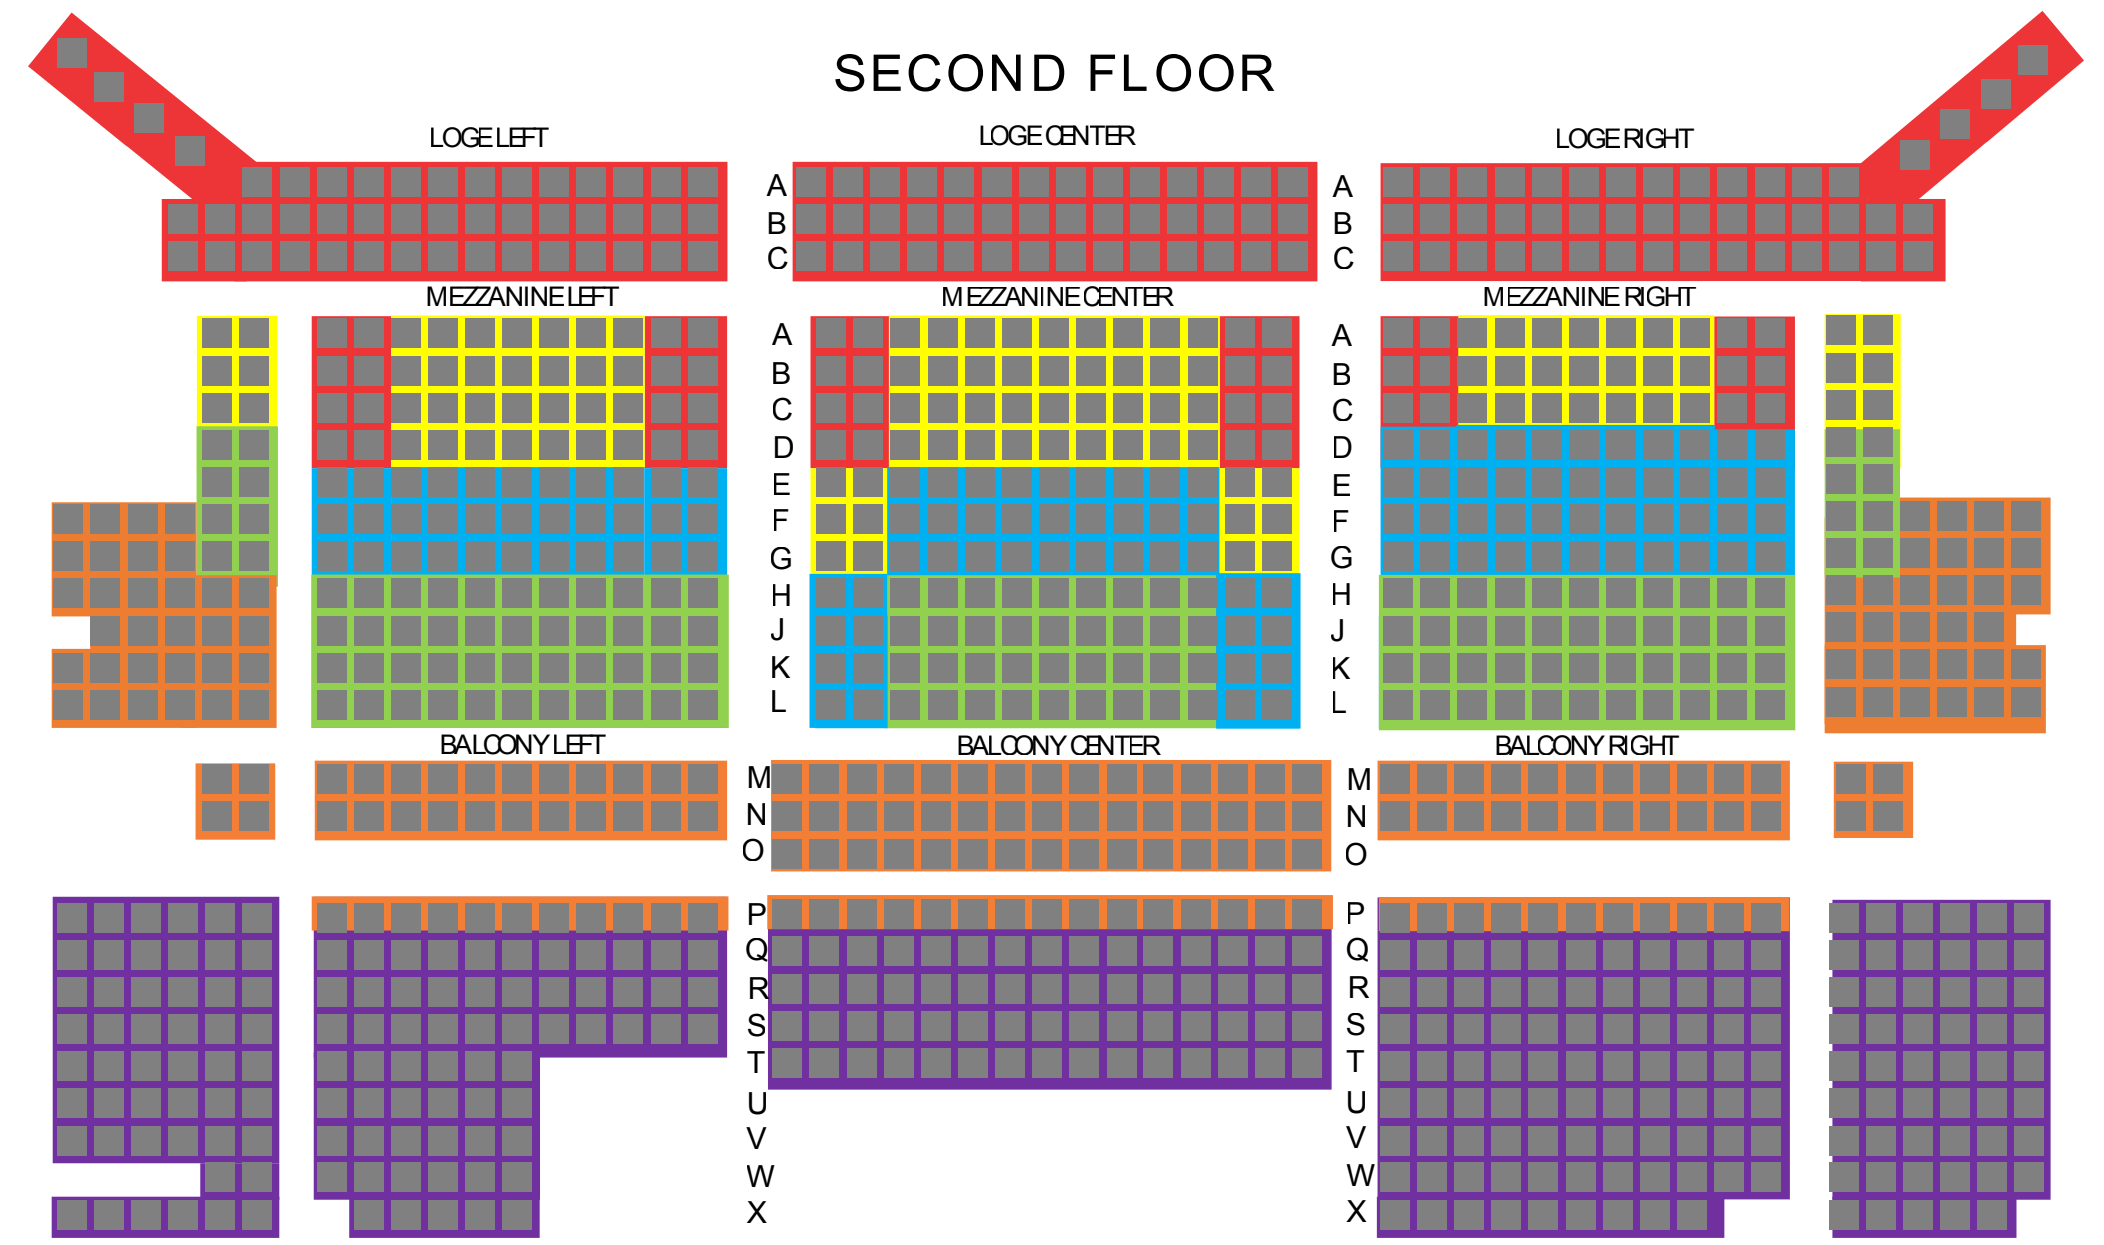 SECOND FLOOR
LOGE LEFT
LOGE CENTER
LOGE RIGHT
A
A
B
B
C
C
MEZZANINE LEFT
MEZZANINE CENTER
MEZZANINE RIGHT
A
A
B
B
C
C
D
D
E
E
F
F
G
G
H
H
J
J
K
K
L
L
BALCONY LEFT
BALCONY CENTER
BALCONY RIGHT
M
M
N
N
O
O
P
P
Q
Q
R
R
S
S
T
T
U
U
V
V
W
W
X
X